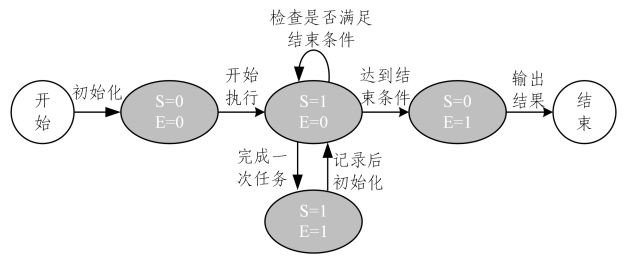 检查是否满足
结束条件
开
始
初始化
S=0
E=0
开始
执行
S=1
E=0
达到结
束条件
S=0
E=1
输出
结果
结
束
完成一
次任务
记录后
初始化
S=1
E=1